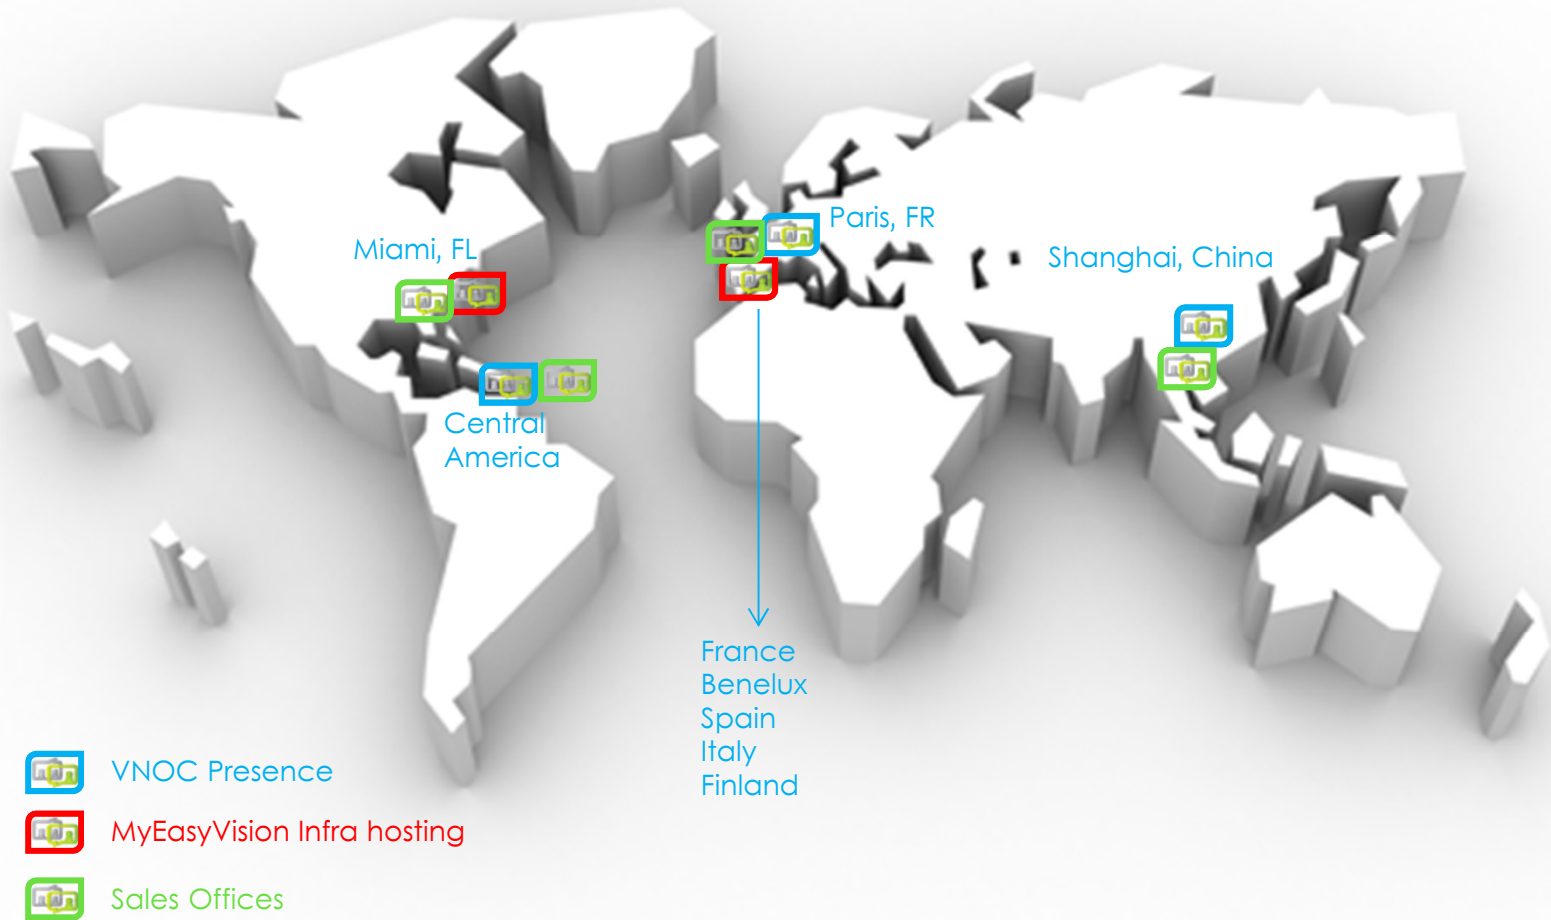 Paris, FR
Miami, FL
Shanghai, China
Central
America
France
Benelux
Spain
Italy
Finland
VNOC Presence
MyEasyVision Infra hosting
Sales Offices